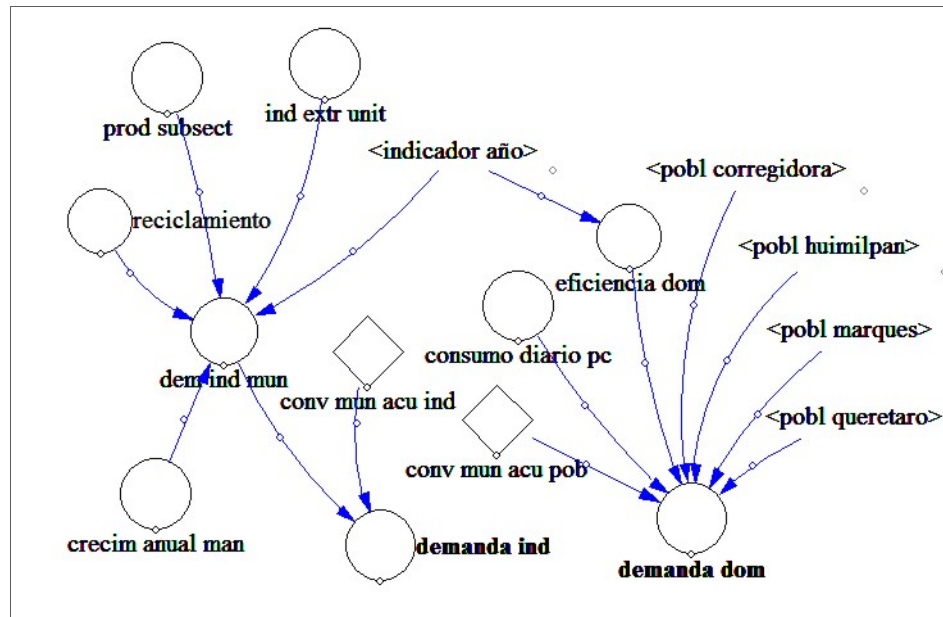 ind extr unit
prod subsect
<indicador año>
<pobl corregidora>
reciclamiento
<pobl huimilpan>
eficiencia dom
<pobl marques>
consumo diario pc
dem ind mun
conv mun acu ind
<pobl queretaro>
conv mun acu pob
crecim anual man
demanda ind
demanda dom